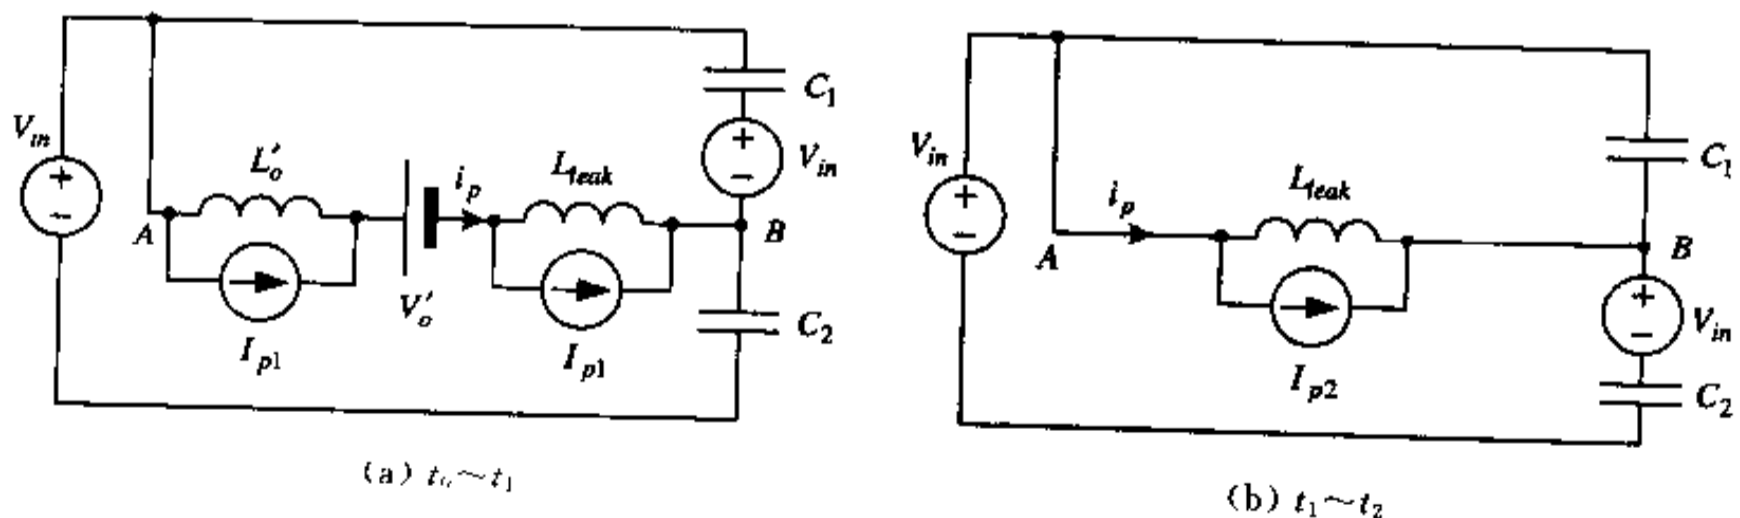 V_in
L'_o
i_p
L_leak
C_1
V_in
A
B
I_p1
V'_o
I_p1
C_2
(a) t_0～t_1
V_in
i_p
L_leak
C_1
A
B
I_p2
V_in
C_2
(b) t_1～t_2